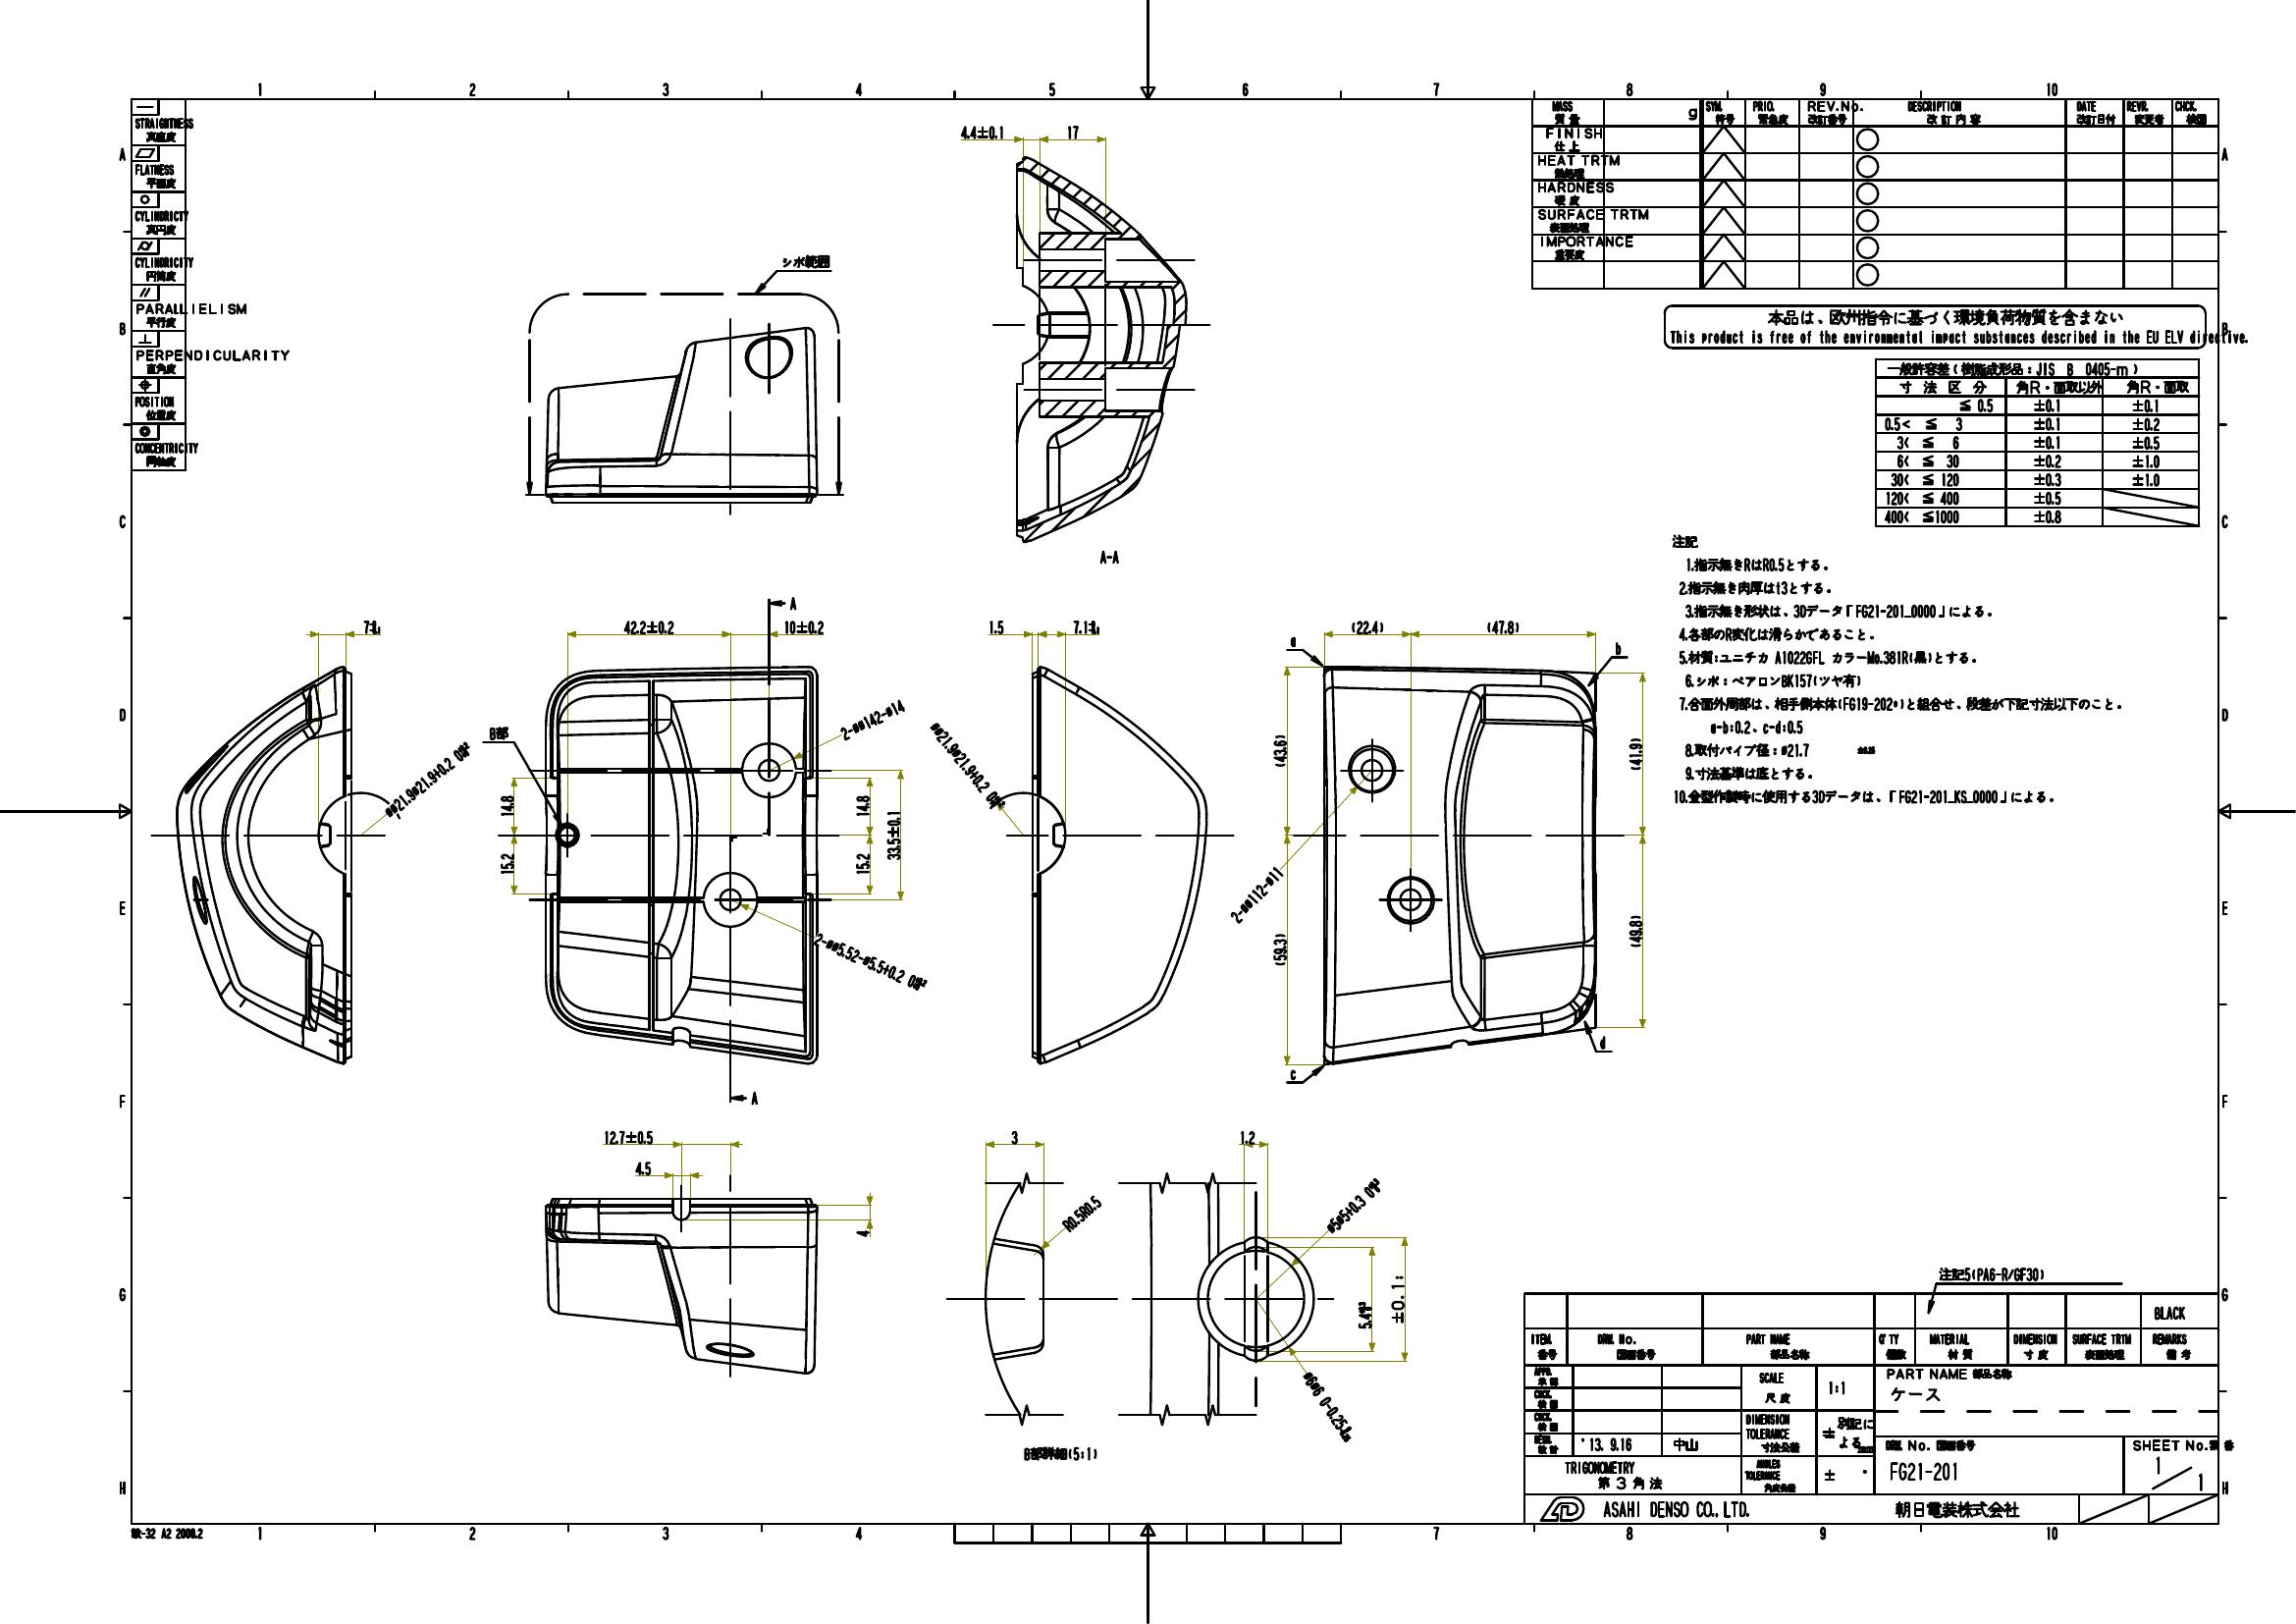 1 2 3 4 5 6 7 8 9 10
A B C D E F G H
STRAIGHTNESS
真直度
FLATNESS
平面度
CYLINDRICTY
真円度
CYLINDRICITY
円筒度
PARALLIELISM
平行度
PERPENDICULARITY
直角度
POSITION
位置度
CONCENTRICITY
同軸度
シボ範囲
4.4±0.1
17
A-A
MASS
質量
g
SYM.
符号
PRIO.
緊急度
REV.No.
改訂番号
DESCRIPTION
改訂内容
DATE
改訂日付
REVR.
変更者
CHCK.
検図
FINISH
仕上
HEAT TRTM
熱処理
HARDNESS
硬度
SURFACE TRTM
表面処理
IMPORTANCE
重要度
本品は、欧州指令に基づく環境負荷物質を含まない
This product is free of the environmental impact substances described in the EU ELV directive.
一般許容差(樹脂成形品:JIS B 0405-m)
寸法区分 角R・面取以外 角R・面取
≦ 0.5 ±0.1 ±0.1
0.5< ≦ 3 ±0.1 ±0.2
3< ≦ 6 ±0.1 ±0.5
6< ≦ 30 ±0.2 ±1.0
30< ≦ 120 ±0.3 ±1.0
120< ≦ 400 ±0.5
400< ≦1000 ±0.8
注記
1.指示無きRはR0.5とする。
2.指示無き肉厚はt3とする。
3.指示無き形状は、3Dデータ「FG21-201_0000」による。
4.各部のR変化は滑らかであること。
5.材質:ユニチカ A1022GFL カラーNo.381R(黒)とする。
6.シボ:ベアロンBK157(ツヤ有)
7.合面外周部は、相手側本体(FG19-202*)と組合せ、段差が下記寸法以下のこと。
a-b:0.2、c-d:0.5
8.取付パイプ径:ø21.7
9.寸法基準は底とする。
10.金型作製時に使用する3Dデータは、「FG21-201_KS_0000」による。
42.2±0.2
10±0.2
A
B部
14.8
15.2
14.8
15.2
33.5±0.1
2-øø142-ø14
2-øø5.52-ø5.5+0.2 0
øø21.9ø21.9+0.2 0
A
1.5
7.1
øø21.9ø21.9+0.2 0
(22.4)
(47.8)
a
b
(43.6)
(41.9)
2-øø112-ø11
(59.3)
(49.8)
c
d
12.7±0.5
4.5
4
3
R0.5R0.5
1.2
ø5ø5+0.3 0
5.4
±0.1
ø6ø6 0-0.25
B部詳細(5:1)
注記5(PA6-R/GF30)
BLACK
ITEM.
番号
DRW. No.
図面番号
PART NAME
部品名称
Q'TY
個数
MATERIAL
材質
DIMENSION
寸度
SURFACE TRTM
表面処理
REMARKS
備考
APPD.
承認
CHCK.
検図
CHCK.
検図
DESN.
設計
'13. 9.16
中山
SCALE
尺度
1:1
DIMENSION
TOLERANCE
寸法公差
± 別記による
ANGLES
TOLERANCE
角度公差
±
TRIGONOMETRY
第3角法
PART NAME 部品名称
ケース
DRW. No. 図面番号
FG21-201
SHEET No.
1/1
ASAHI DENSO CO., LTD.
朝日電装株式会社
A2 2008.2